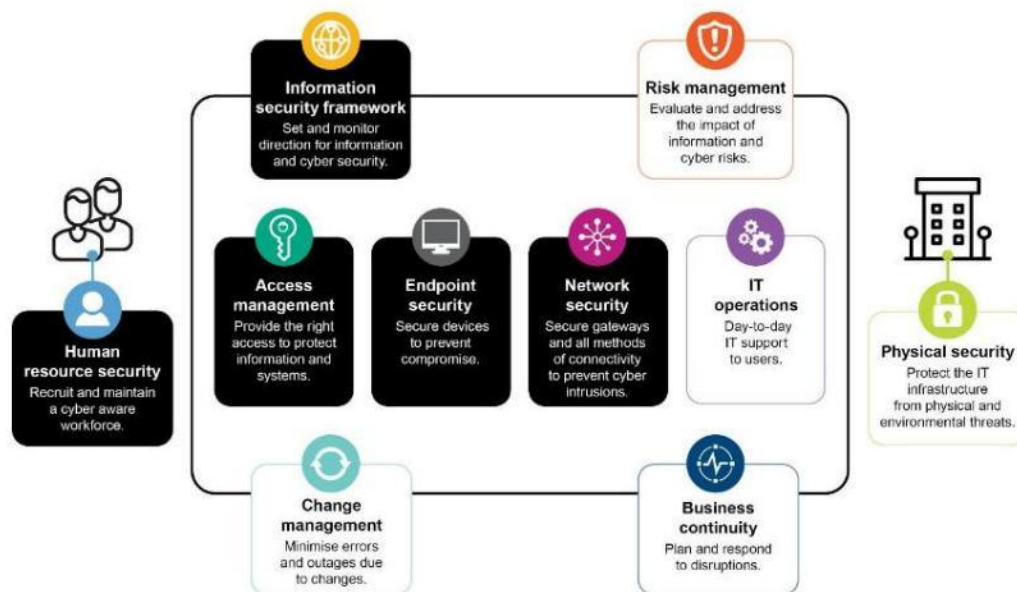 Information
security framework
Set and monitor
direction for information
and cyber security.
Risk management
Evaluate and address
the impact of
information and
cyber risks.
Human
resource security
Recruit and maintain
a cyber aware
workforce.
Access
management
Provide the right
access to protect
information and
systems.
Endpoint
security
Secure devices
to prevent
compromise.
Network
security
Secure gateways
and all methods
of connectivity
to prevent cyber
intrusions.
IT
operations
Day-to-day
IT support
to users.
Physical security
Protect the IT
infrastructure
from physical and
environmental threats.
Change
management
Minimise errors
and outages due
to changes.
Business
continuity
Plan and respond
to disruptions.